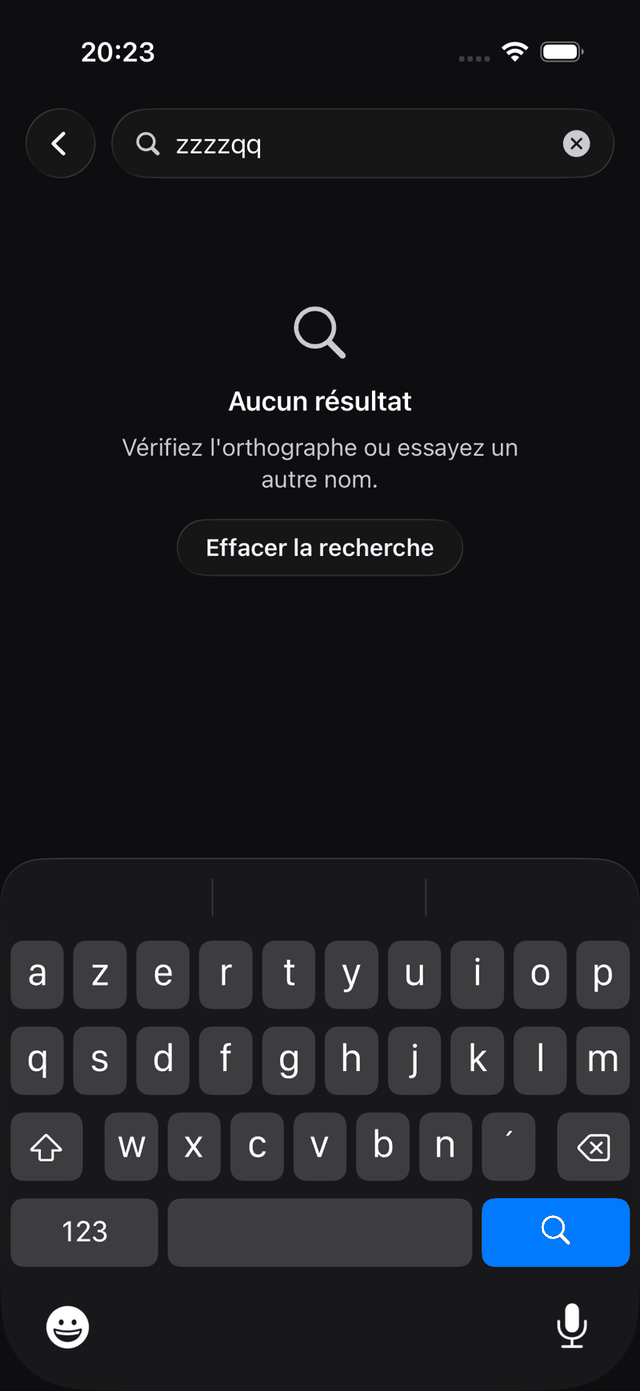 20:23
zzzzqq
Aucun résultat
Vérifiez l'orthographe ou essayez un
autre nom.
Effacer la recherche
a z e r t y u i o p
q s d f g h j k l m
w x c v b n ´
123